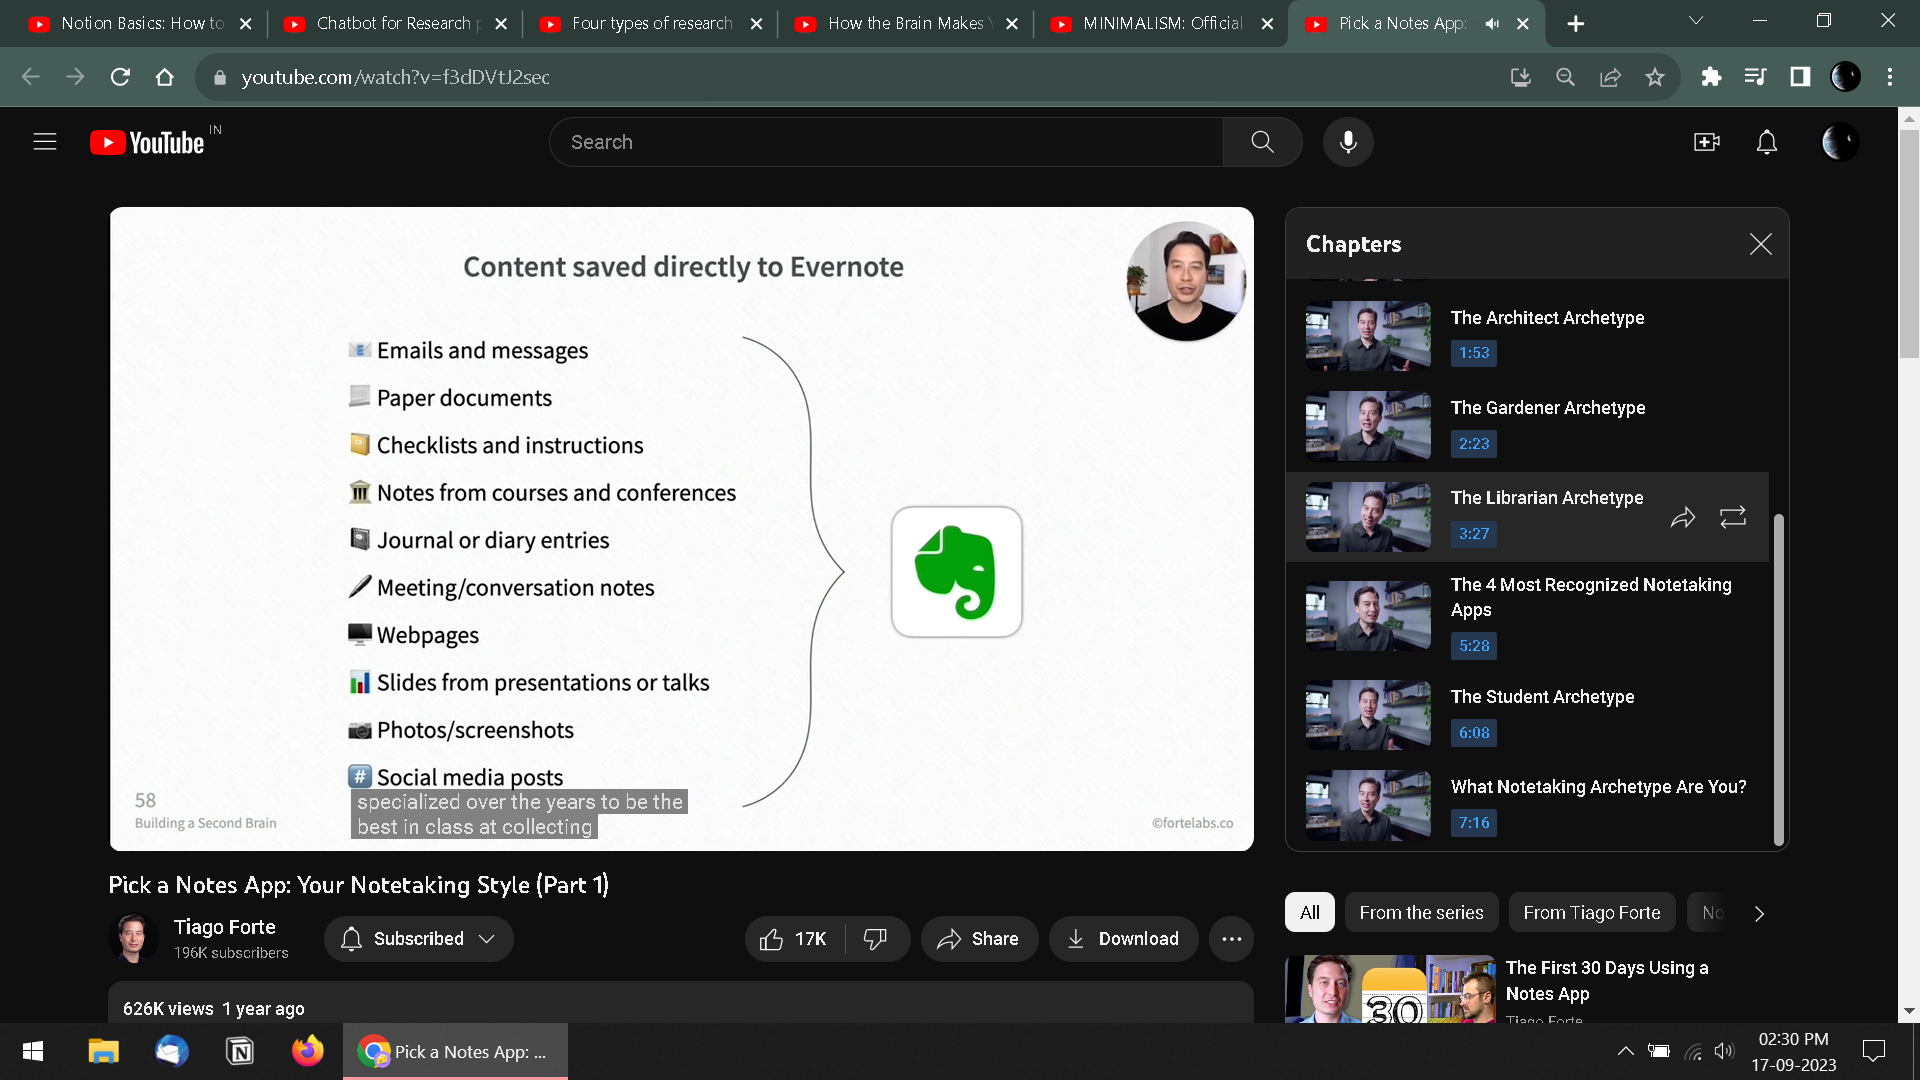 Notion Basics: How to
Chatbot for Research p
Four types of research
How the Brain Makes Y
MINIMALISM: Official
Pick a Notes App:
youtube.com/watch?v=f3dDVtJ2sec
YouTube IN
Search
Content saved directly to Evernote
Emails and messages
Paper documents
Checklists and instructions
Notes from courses and conferences
Journal or diary entries
Meeting/conversation notes
Webpages
Slides from presentations or talks
Photos/screenshots
# Social media posts
specialized over the years to be the
best in class at collecting
58
Building a Second Brain
©fortelabs.co
Chapters
The Architect Archetype
1:53
The Gardener Archetype
2:23
The Librarian Archetype
3:27
The 4 Most Recognized Notetaking
Apps
5:28
The Student Archetype
6:08
What Notetaking Archetype Are You?
7:16
Pick a Notes App: Your Notetaking Style (Part 1)
Tiago Forte
196K subscribers
Subscribed
17K
Share
Download
626K views 1 year ago
All
From the series
From Tiago Forte
No
30
The First 30 Days Using a
Notes App
Tiago Forte
Pick a Notes App: ...
02:30 PM
17-09-2023